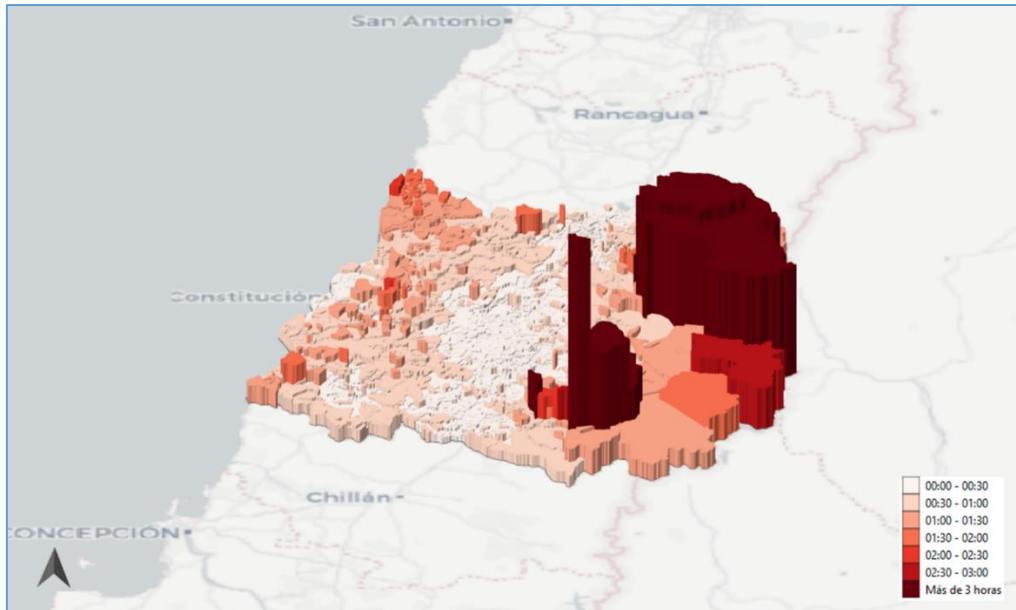 San Antonio
Rancagua
Constitución
Chillán
CONCEPCIÓN
00:00 - 00:30
00:30 - 01:00
01:00 - 01:30
01:30 - 02:00
02:00 - 02:30
02:30 - 03:00
Más de 3 horas